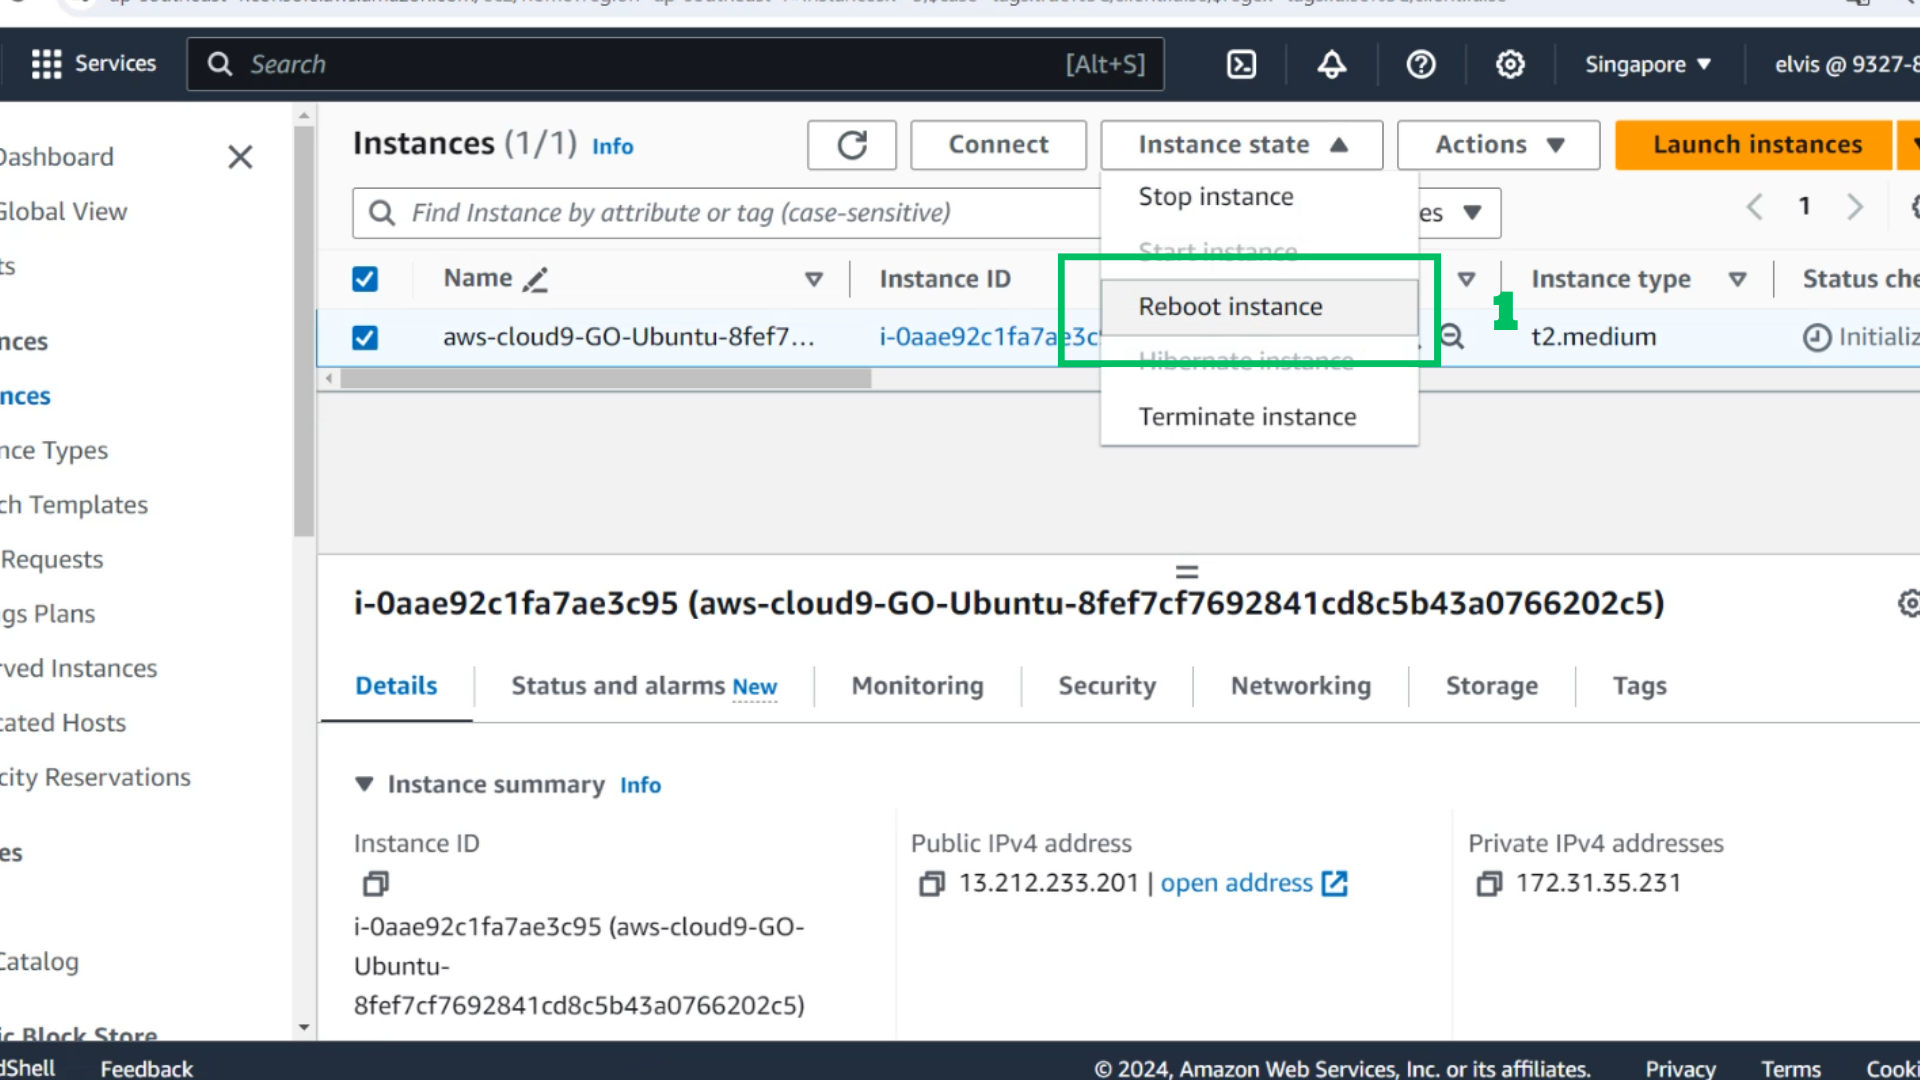 Services
Search [Alt+S]
Singapore
elvis @ 9327-8
Dashboard
Global View
ts
nces
nces
nce Types
ch Templates
Requests
gs Plans
rved Instances
cated Hosts
city Reservations
es
Catalog
ic Block Store
Instances (1/1) Info
Connect
Instance state
Actions
Launch instances
Find Instance by attribute or tag (case-sensitive)
es
1
Stop instance
Start instance
Reboot instance
Hibernate instance
Terminate instance
1
Name
Instance ID
Instance type
Status che
aws-cloud9-GO-Ubuntu-8fef7...
i-0aae92c1fa7ae3c9
t2.medium
Initializ
i-0aae92c1fa7ae3c95 (aws-cloud9-GO-Ubuntu-8fef7cf7692841cd8c5b43a0766202c5)
Details
Status and alarms New
Monitoring
Security
Networking
Storage
Tags
Instance summary Info
Instance ID
i-0aae92c1fa7ae3c95 (aws-cloud9-GO-
Ubuntu-
8fef7cf7692841cd8c5b43a0766202c5)
Public IPv4 address
13.212.233.201 | open address
Private IPv4 addresses
172.31.35.231
dShell
Feedback
© 2024, Amazon Web Services, Inc. or its affiliates.
Privacy
Terms
Cooki